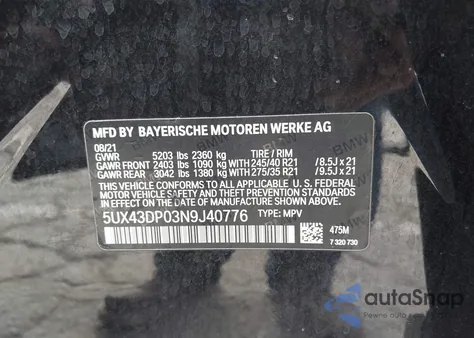 MFD BY BAYERISCHE MOTOREN WERKE AG
08/21
GVWR 5203 lbs 2360 kg TIRE / RIM
GAWR FRONT 2403 lbs 1090 kg WITH 245/40 R21 / 8.5J x 21
GAWR REAR 3042 lbs 1380 kg WITH 275/35 R21 / 9.5J x 21
THIS VEHICLE CONFORMS TO ALL APPLICABLE FEDERAL
MOTOR VEHICLE SAFETY AND THEFT PREVENTION STANDARDS
IN EFFECT ON THE DATE OF MANUFACTURE SHOWN ABOVE.
5UX43DP03N9J40776 TYPE: MPV
475M
7 320 730
autoSnap
Pewne auto z USA